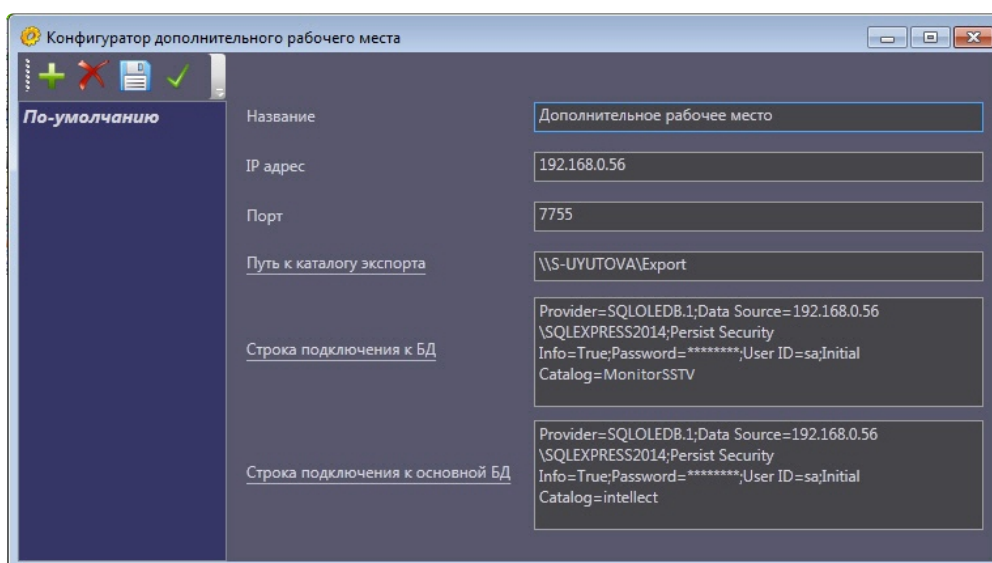 Конфигуратор дополнительного рабочего места
По-умолчанию
Название
Дополнительное рабочее место
IP адрес
192.168.0.56
Порт
7755
Путь к каталогу экспорта
\\S-UYUTOVA\Export
Строка подключения к БД
Provider=SQLOLEDB.1;Data Source=192.168.0.56
\SQLEXPRESS2014;Persist Security
Info=True;Password=********;User ID=sa;Initial
Catalog=MonitorSSTV
Строка подключения к основной БД
Provider=SQLOLEDB.1;Data Source=192.168.0.56
\SQLEXPRESS2014;Persist Security
Info=True;Password=********;User ID=sa;Initial
Catalog=intellect